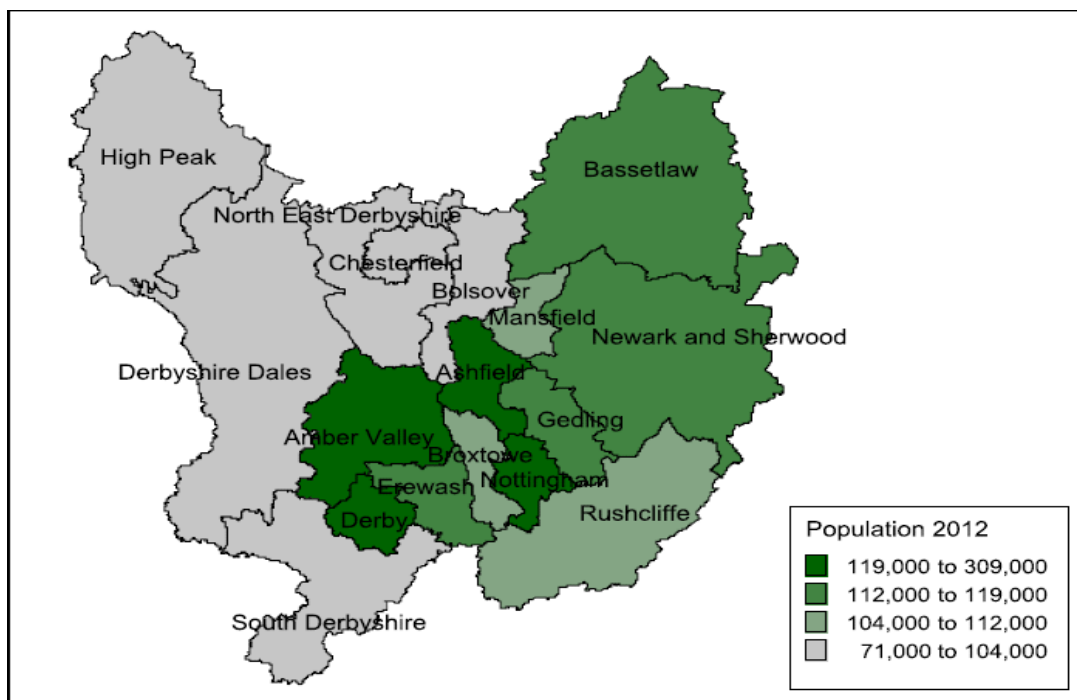 High Peak
Bassetlaw
North East Derbyshire
Chesterfield
Bolsover
Mansfield
Newark and Sherwood
Derbyshire Dales
Ashfield
Gedling
Amber Valley
Broxtowe
Erewash
Nottingham
Derby
Rushcliffe
South Derbyshire
Population 2012
119,000 to 309,000
112,000 to 119,000
104,000 to 112,000
71,000 to 104,000